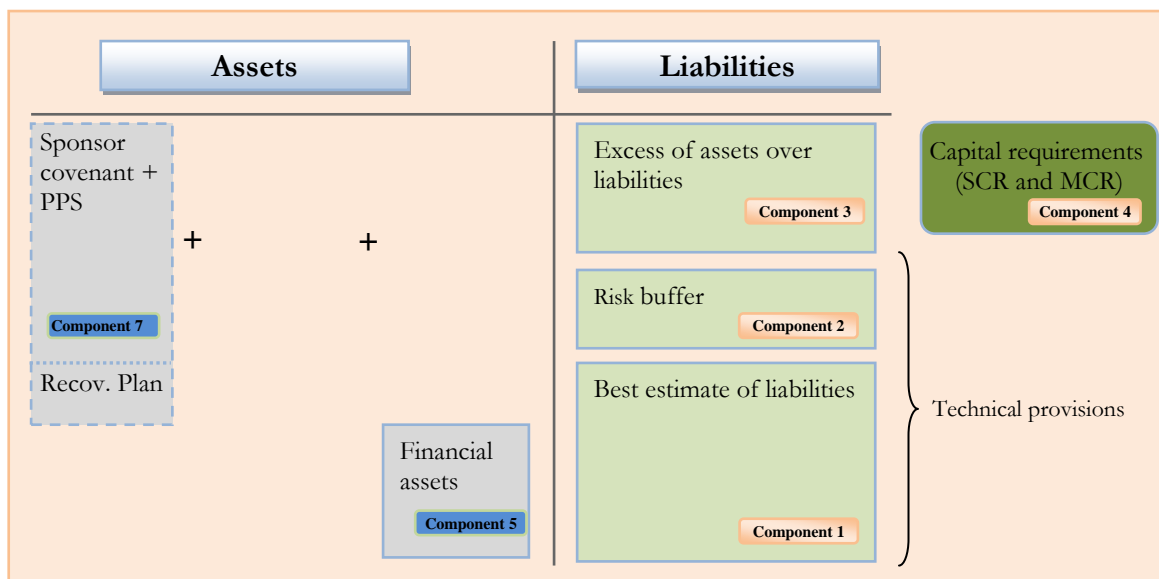 Assets
Liabilities
Sponsor
covenant +
PPS
Component 7
Recov. Plan
+
+
Financial
assets
Component 5
Excess of assets over
liabilities
Component 3
Risk buffer
Component 2
Best estimate of liabilities
Component 1
Capital requirements
(SCR and MCR)
Component 4
Technical provisions